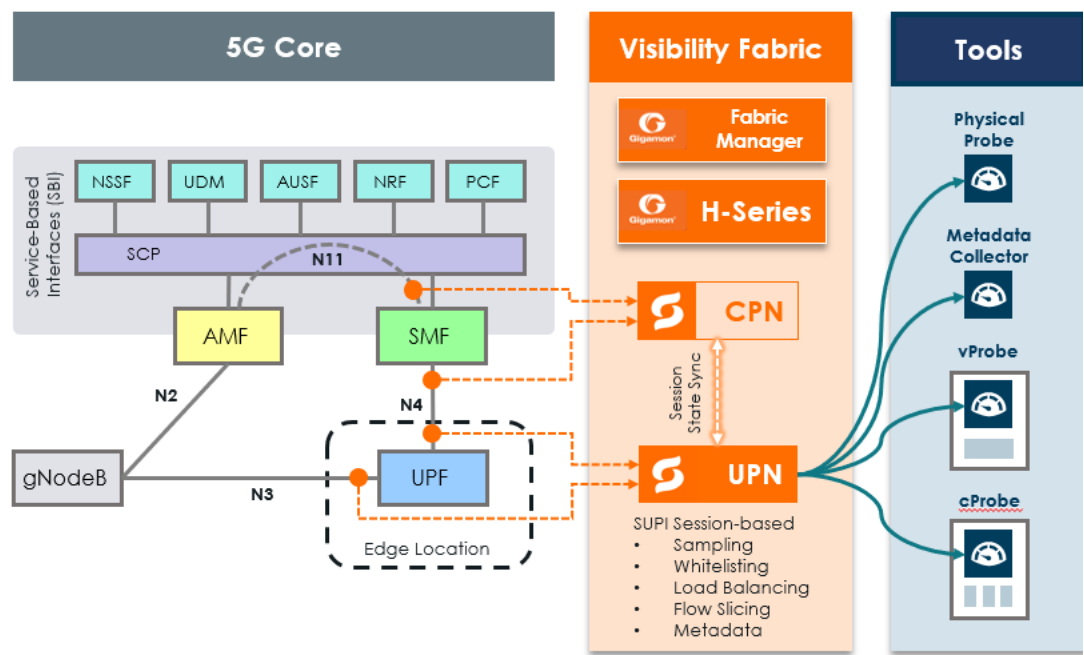 5G Core
Visibility Fabric
Tools
Gigamon®
Fabric
Manager
Gigamon®
H-Series
Physical
Probe
Service-Based
Interfaces (SBI)
NSSF
UDM
AUSF
NRF
PCF
SCP
N11
Metadata
Collector
AMF
SMF
CPN
N2
N4
Session
State Sync
vProbe
gNodeB
N3
UPF
Edge Location
UPN
cProbe
SUPI Session-based
• Sampling
• Whitelisting
• Load Balancing
• Flow Slicing
• Metadata